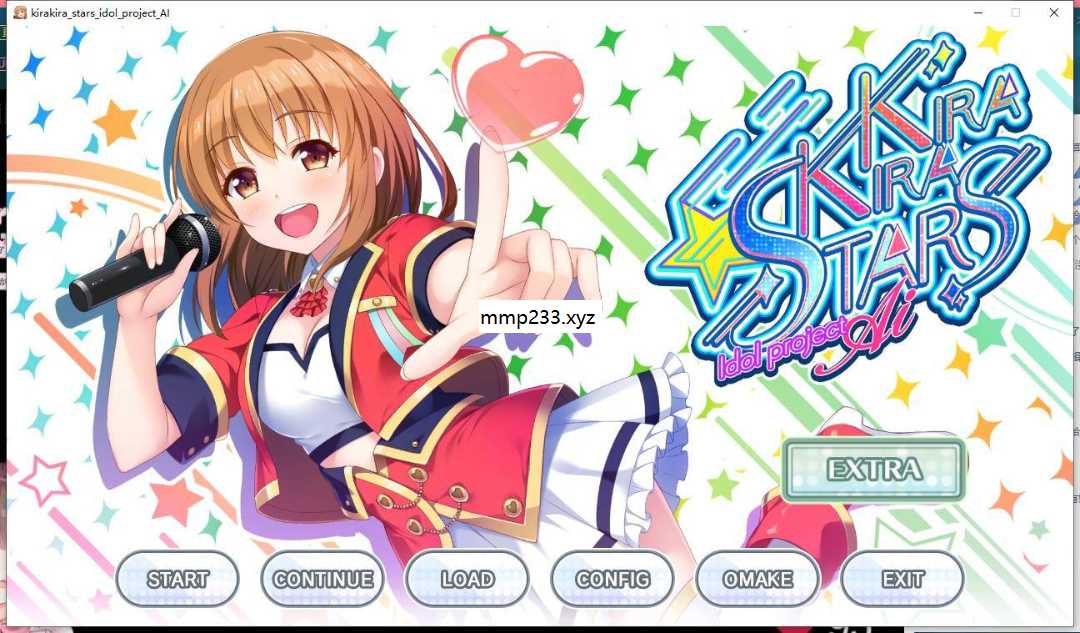 kirakira_stars_idol_project_AI
KIRA
KIRA
STARS
Idol project Ai
mmp233.xyz
EXTRA
START
CONTINUE
LOAD
CONFIG
OMAKE
EXIT